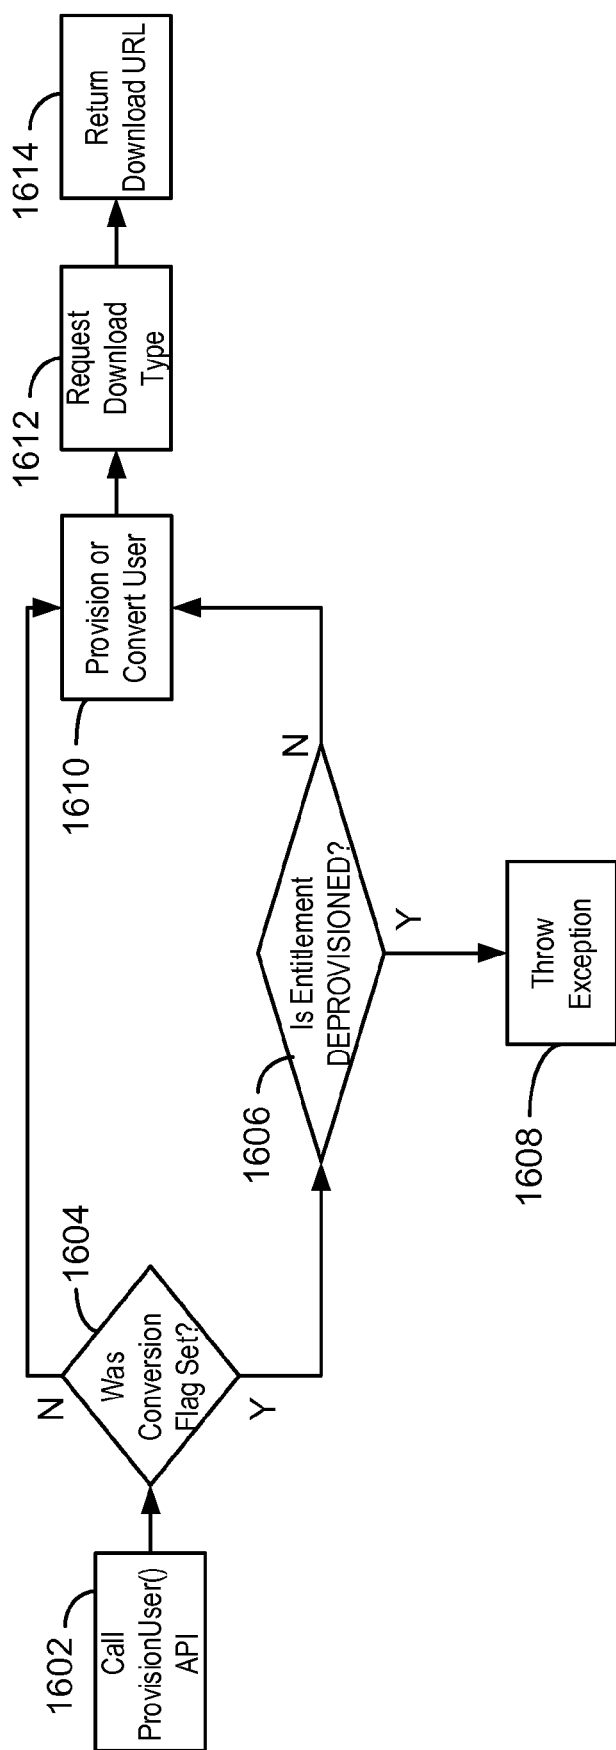 1602
Call
ProvisionUser()
API
1604
N
Was
Conversion
Flag Set?
Y
1606
Is Entitlement
DEPROVISIONED?
N
Y
1608
Throw
Exception
1610
Provision or
Convert User
1612
Request
Download
Type
1614
Return
Download URL